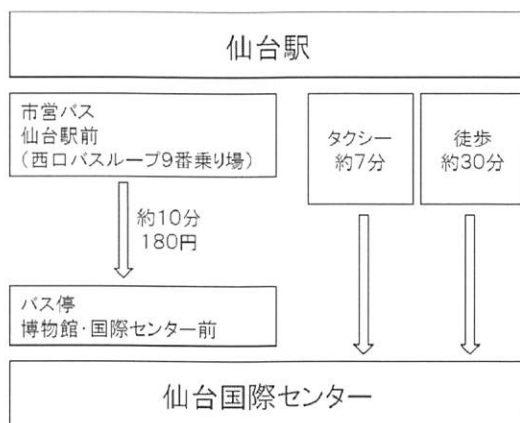 仙台駅
市営バス
仙台駅前
(西口バスループ9番乗り場)
タクシー
約7分
徒歩
約30分
約10分
180円
バス停
博物館・国際センター前
仙台国際センター